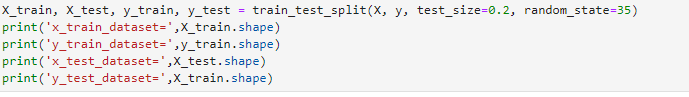 X_train, X_test, y_train, y_test = train_test_split(X, y, test_size=0.2, random_state=35)
print('x_train_dataset=',X_train.shape)
print('y_train_dataset=',y_train.shape)
print('x_test_dataset=',X_test.shape)
print('y_test_dataset=',X_train.shape)